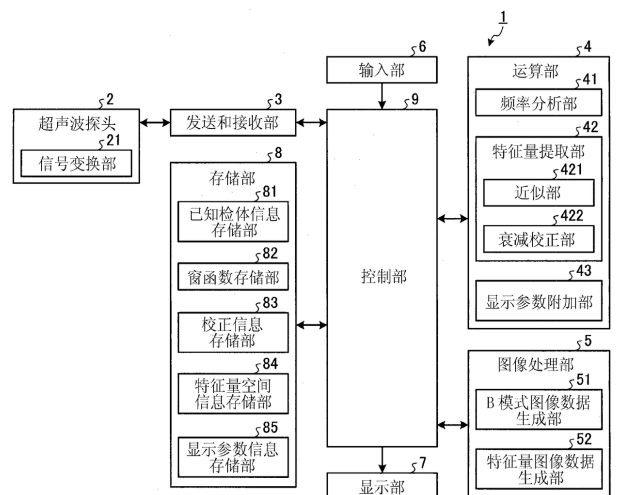 1
6
输入部
2
超声波探头
21
信号变换部
3
发送和接收部
8
存储部
81
已知检体信息
存储部
82
窗函数存储部
83
校正信息
存储部
84
特征量空间
信息存储部
85
显示参数信息
存储部
9
控制部
7
显示部
4
运算部
41
频率分析部
42
特征量提取部
421
近似部
422
衰减校正部
43
显示参数附加部
5
图像处理部
51
B 模式图像数据
生成部
52
特征量图像数据
生成部